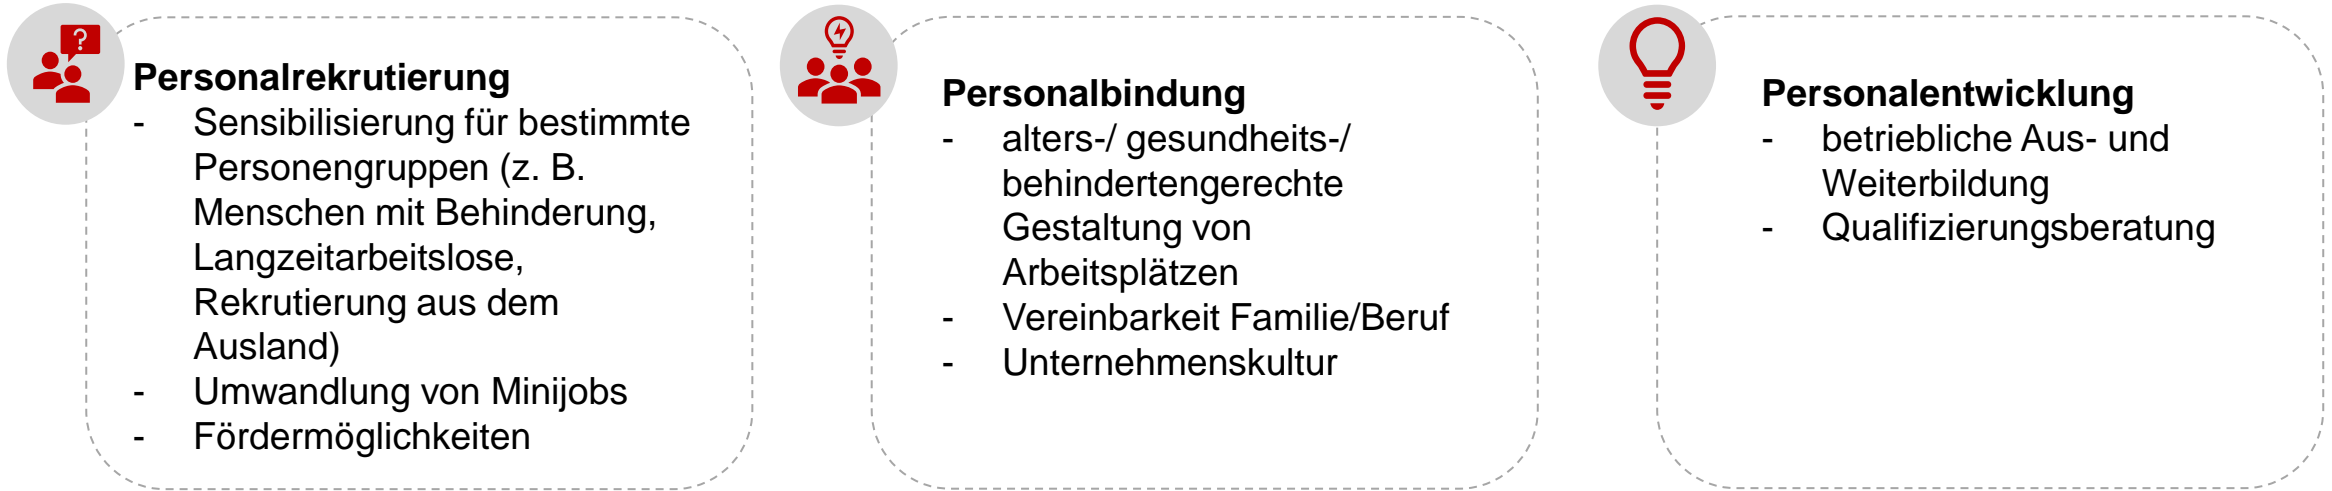 ?
Personalrekrutierung
- Sensibilisierung für bestimmte
Personengruppen (z. B.
Menschen mit Behinderung,
Langzeitarbeitslose,
Rekrutierung aus dem
Ausland)
- Umwandlung von Minijobs
- Fördermöglichkeiten
Personalbindung
- alters-/ gesundheits-/
behindertengerechte
Gestaltung von
Arbeitsplätzen
- Vereinbarkeit Familie/Beruf
- Unternehmenskultur
Personalentwicklung
- betriebliche Aus- und
Weiterbildung
- Qualifizierungsberatung